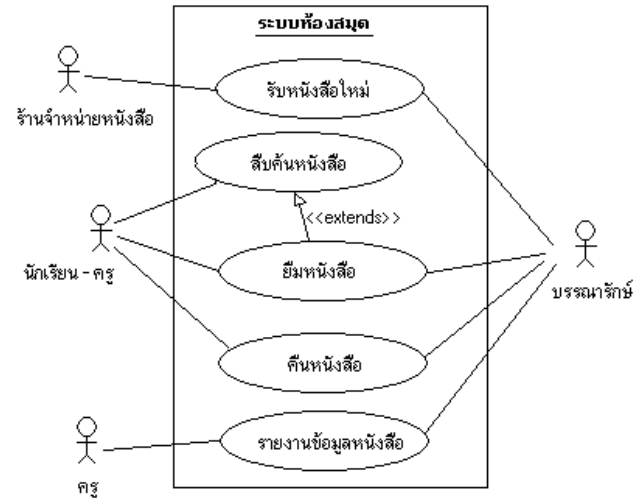 ระบบห้องสมุด
รับหนังสือใหม่
ร้านจำหน่ายหนังสือ
สืบค้นหนังสือ
<<extends>>
นักเรียน - ครู
ยืมหนังสือ
บรรณารักษ์
คืนหนังสือ
รายงานข้อมูลหนังสือ
ครู